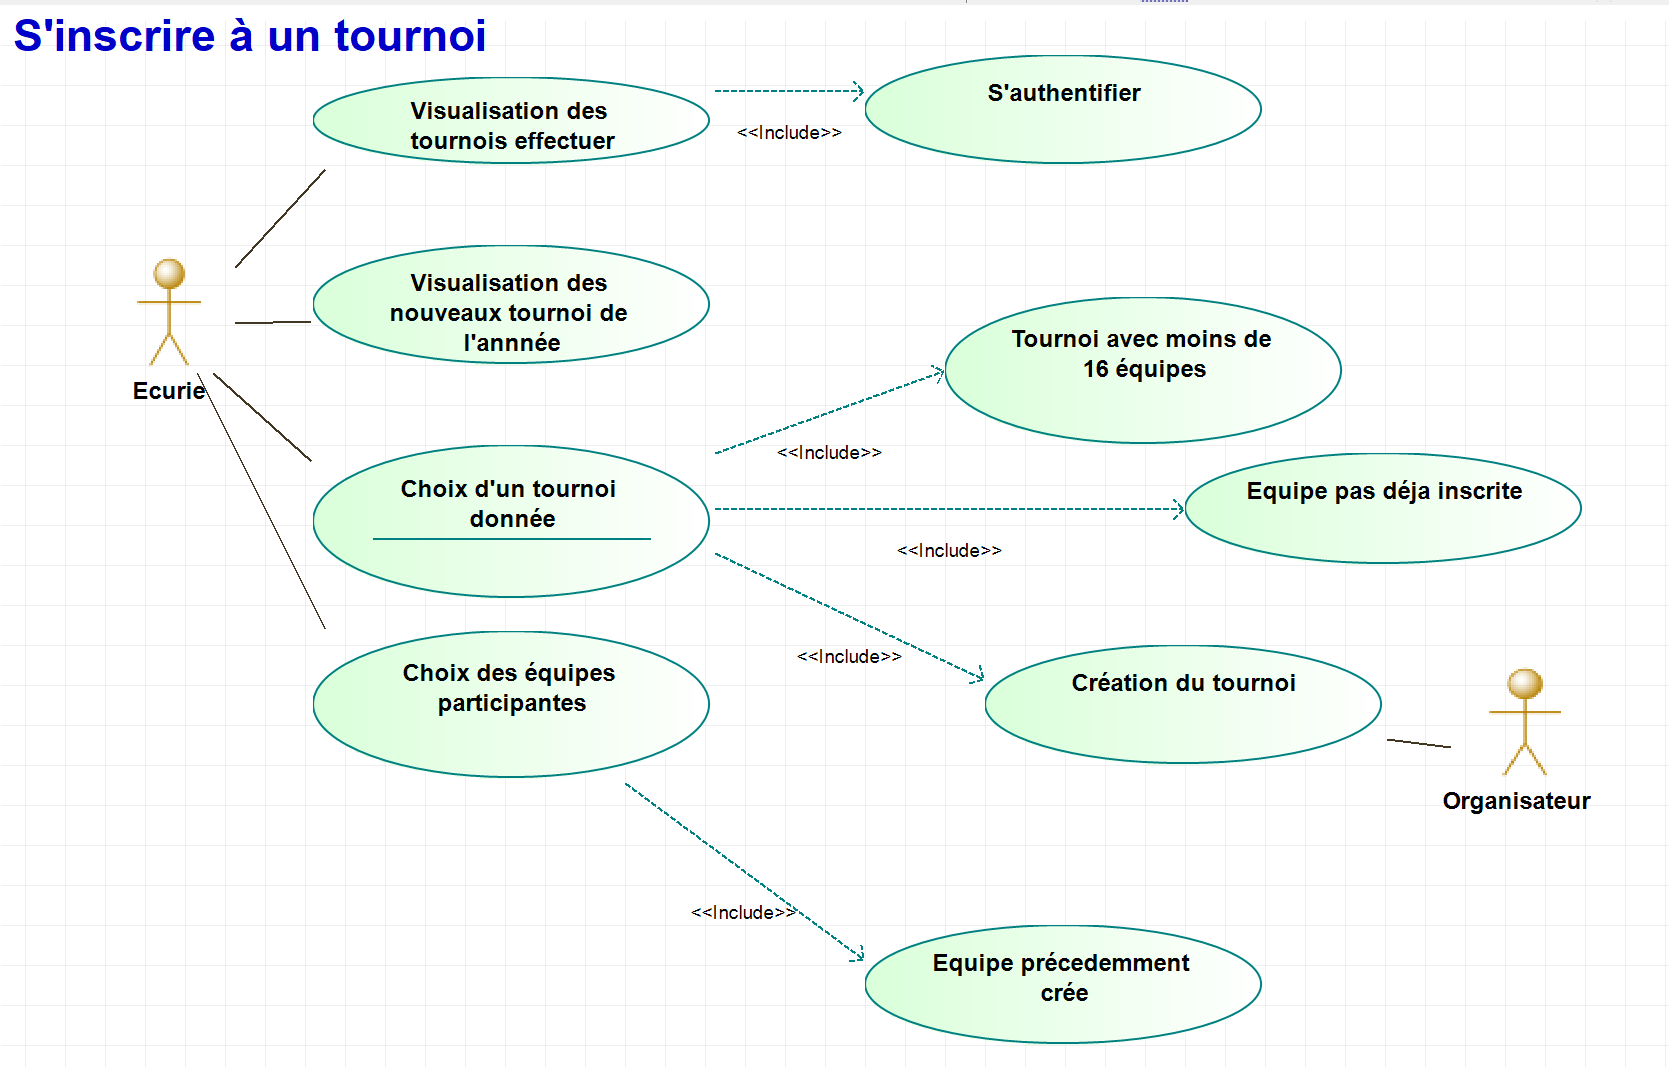 S'inscrire à un tournoi
Visualisation des
tournois effectuer
<<Include>>
S'authentifier
Visualisation des
nouveaux tournoi de
l'annnée
Ecurie
Tournoi avec moins de
16 équipes
<<Include>>
Choix d'un tournoi
donnée
Equipe pas déja inscrite
<<Include>>
<<Include>>
Choix des équipes
participantes
Création du tournoi
Organisateur
<<Include>>
Equipe précedemment
crée